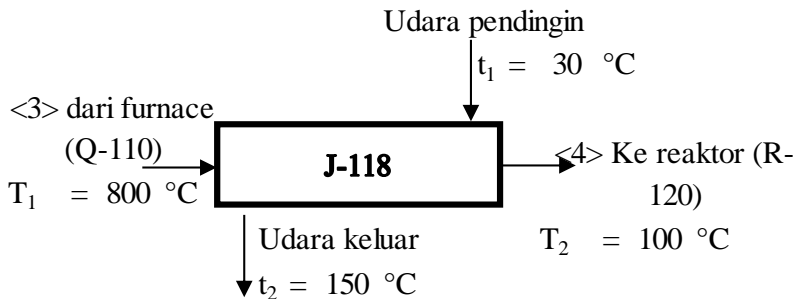 Udara pendingin
t₁ = 30 °C
<3> dari furnace
(Q-110)
T₁ = 800 °C
J-118
<4> Ke reaktor (R-
120)
T₂ = 100 °C
Udara keluar
t₂ = 150 °C